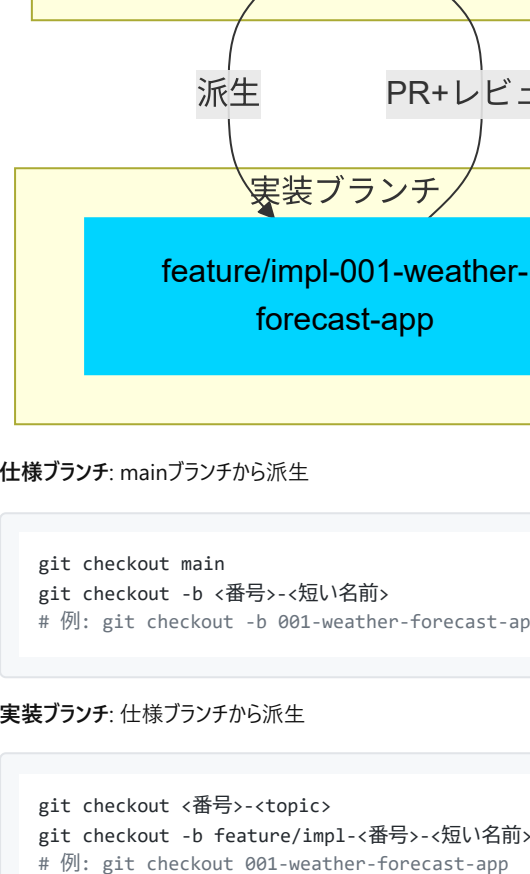 派生
PR+レビュ
実装ブランチ
feature/impl-001-weather-
forecast-app
仕様ブランチ: mainブランチから派生
git checkout main
git checkout -b <番号>-<短い名前>
# 例: git checkout -b 001-weather-forecast-ap
実装ブランチ: 仕様ブランチから派生
git checkout <番号>-<topic>
git checkout -b feature/impl-<番号>-<短い名前>
# 例: git checkout 001-weather-forecast-app